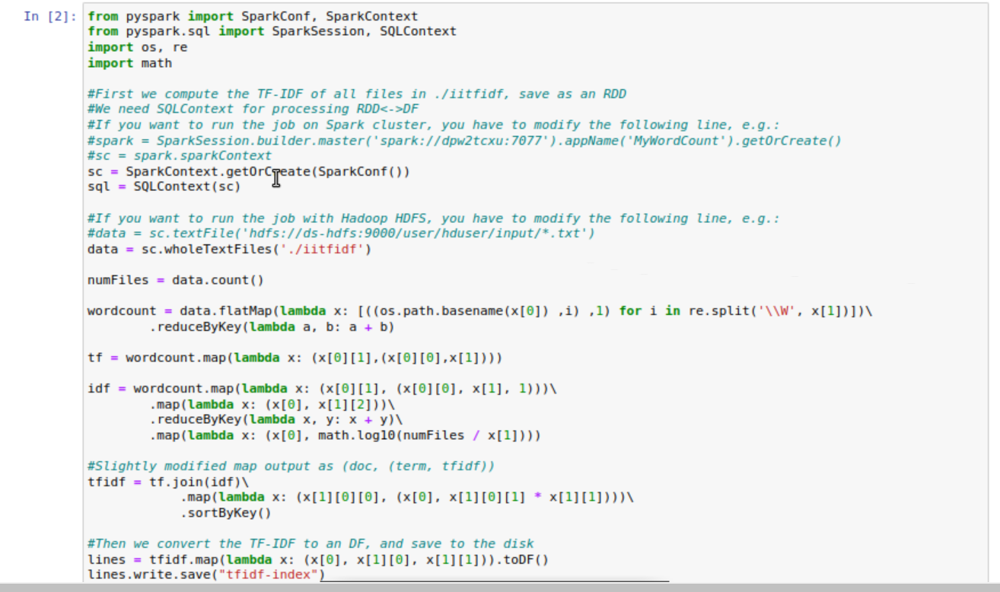 In [2]: from pyspark import SparkConf, SparkContext
from pyspark.sql import SparkSession, SQLContext
import os, re
import math

#First we compute the TF-IDF of all files in ./iitfidf, save as an RDD
#We need SQLContext for processing RDD<->DF
#If you want to run the job on Spark cluster, you have to modify the following line, e.g.:
#spark = SparkSession.builder.master('spark://dpw2tcxu:7077').appName('MyWordCount').getOrCreate()
#sc = spark.sparkContext
sc = SparkContext.getOrCreate(SparkConf())
sql = SQLContext(sc)

#If you want to run the job with Hadoop HDFS, you have to modify the following line, e.g.:
#data = sc.textFile('hdfs://ds-hdfs:9000/user/hduser/input/*.txt')
data = sc.wholeTextFiles('./iitfidf')

numFiles = data.count()

wordcount = data.flatMap(lambda x: [((os.path.basename(x[0]) ,i) ,1) for i in re.split('\\W', x[1])])\
        .reduceByKey(lambda a, b: a + b)

tf = wordcount.map(lambda x: (x[0][1],(x[0][0],x[1])))

idf = wordcount.map(lambda x: (x[0][1], (x[0][0], x[1], 1)))\
        .map(lambda x: (x[0], x[1][2]))\
        .reduceByKey(lambda x, y: x + y)\
        .map(lambda x: (x[0], math.log10(numFiles / x[1])))

#Slightly modified map output as (doc, (term, tfidf))
tfidf = tf.join(idf)\
            .map(lambda x: (x[1][0][0], (x[0], x[1][0][1] * x[1][1])))\
            .sortByKey()

#Then we convert the TF-IDF to an DF, and save to the disk
lines = tfidf.map(lambda x: (x[0], x[1][0], x[1][1])).toDF()
lines.write.save("tfidf-index")